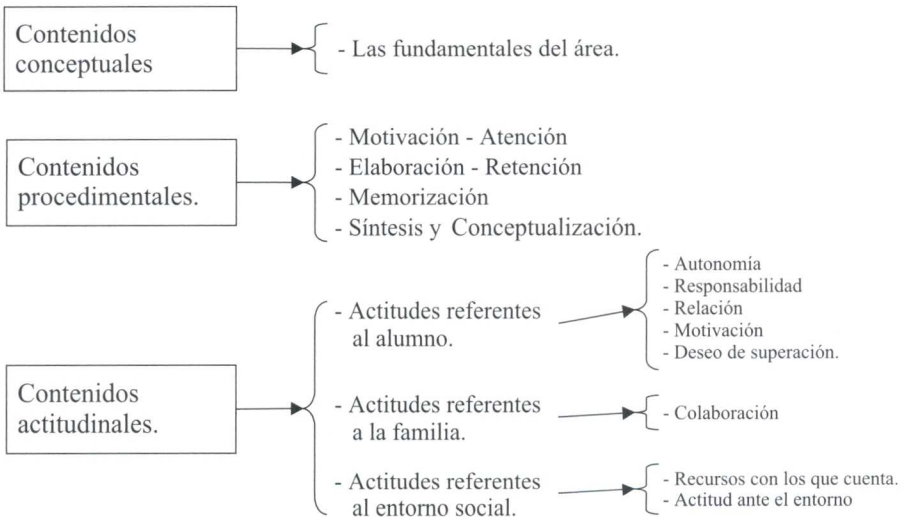 Contenidos
conceptuales
- Las fundamentales del área.
Contenidos
procedimentales.
- Motivación - Atención
- Elaboración - Retención
- Memorización
- Síntesis y Conceptualización.
Contenidos
actitudinales.
- Actitudes referentes
al alumno.
- Autonomía
- Responsabilidad
- Relación
- Motivación
- Deseo de superación.
- Actitudes referentes
a la familia.
- Colaboración
- Actitudes referentes
al entorno social.
- Recursos con los que cuenta.
- Actitud ante el entorno